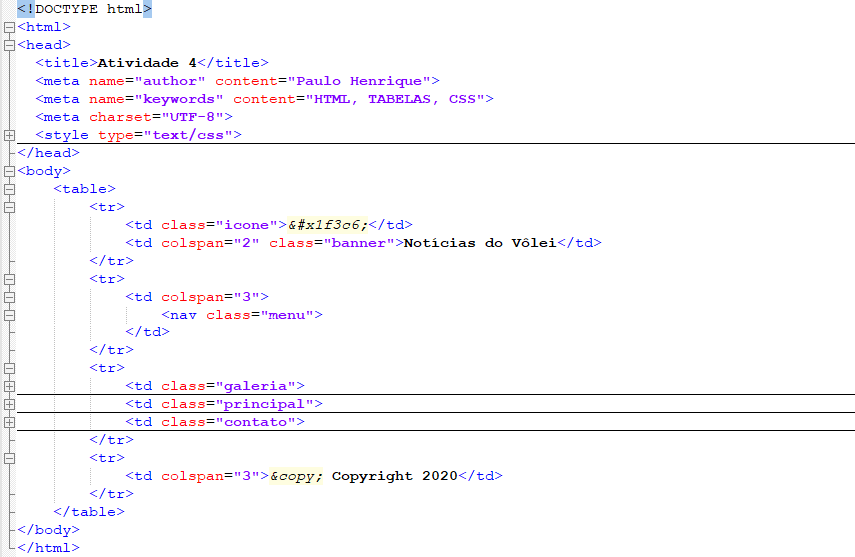 <!DOCTYPE html>
<html>
<head>
<title>Atividade 4</title>
<meta name="author" content="Paulo Henrique">
<meta name="keywords" content="HTML, TABELAS, CSS">
<meta charset="UTF-8">
<style type="text/css">
</head>
<body>
<table>
<tr>
<td class="icone">&#x1f3c6;</td>
<td colspan="2" class="banner">Notícias do Vôlei</td>
</tr>
<tr>
<td colspan="3">
<nav class="menu">
</td>
</tr>
<tr>
<td class="galeria">
<td class="principal">
<td class="contato">
</tr>
<tr>
<td colspan="3">&copy; Copyright 2020</td>
</tr>
</table>
</body>
</html>